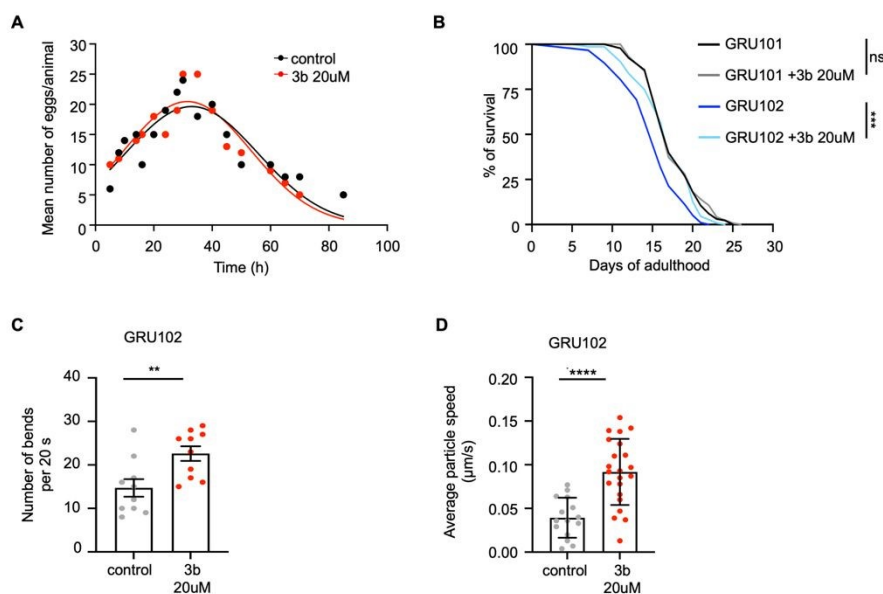 A
Mean number of eggs/animal
30
25
20
15
10
5
0
0
20
40
60
80
100
Time (h)
control
3b 20uM
B
% of survival
100
75
50
25
0
0
5
10
15
20
25
30
Days of adulthood
GRU101
GRU101 +3b 20uM
GRU102
GRU102 +3b 20uM
ns
***
C
GRU102
**
Number of bends
per 20 s
40
30
20
10
0
control
3b
20uM
D
GRU102
****
Average particle speed
(µm/s)
0.20
0.15
0.10
0.05
0.00
control
3b
20uM